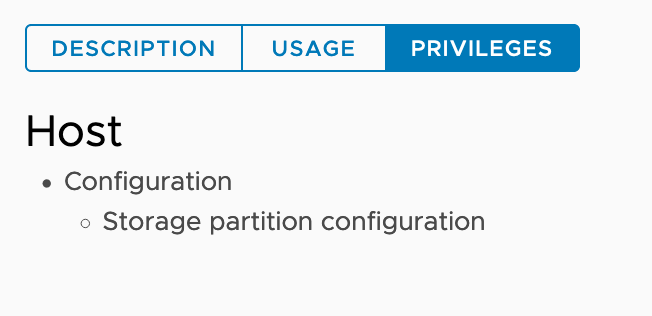 DESCRIPTION USAGE PRIVILEGES
Host
Configuration
Storage partition configuration